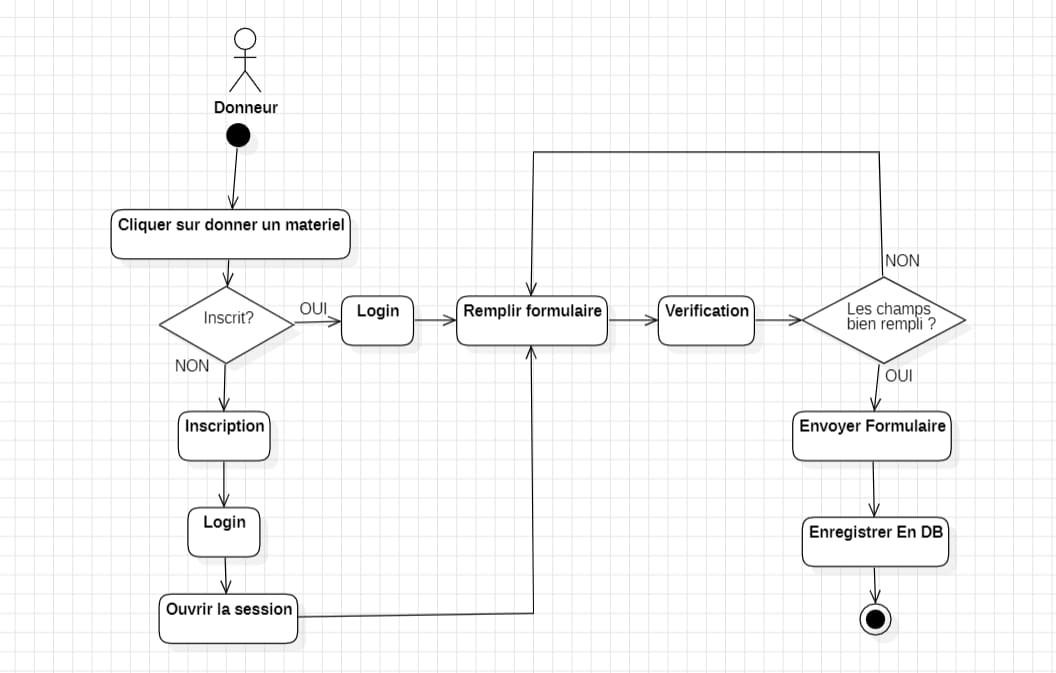 Donneur
Cliquer sur donner un materiel
Inscrit?
OUI
NON
Login
Remplir formulaire
Verification
Les champs
bien rempli ?
NON
OUI
Inscription
Login
Ouvrir la session
Envoyer Formulaire
Enregistrer En DB